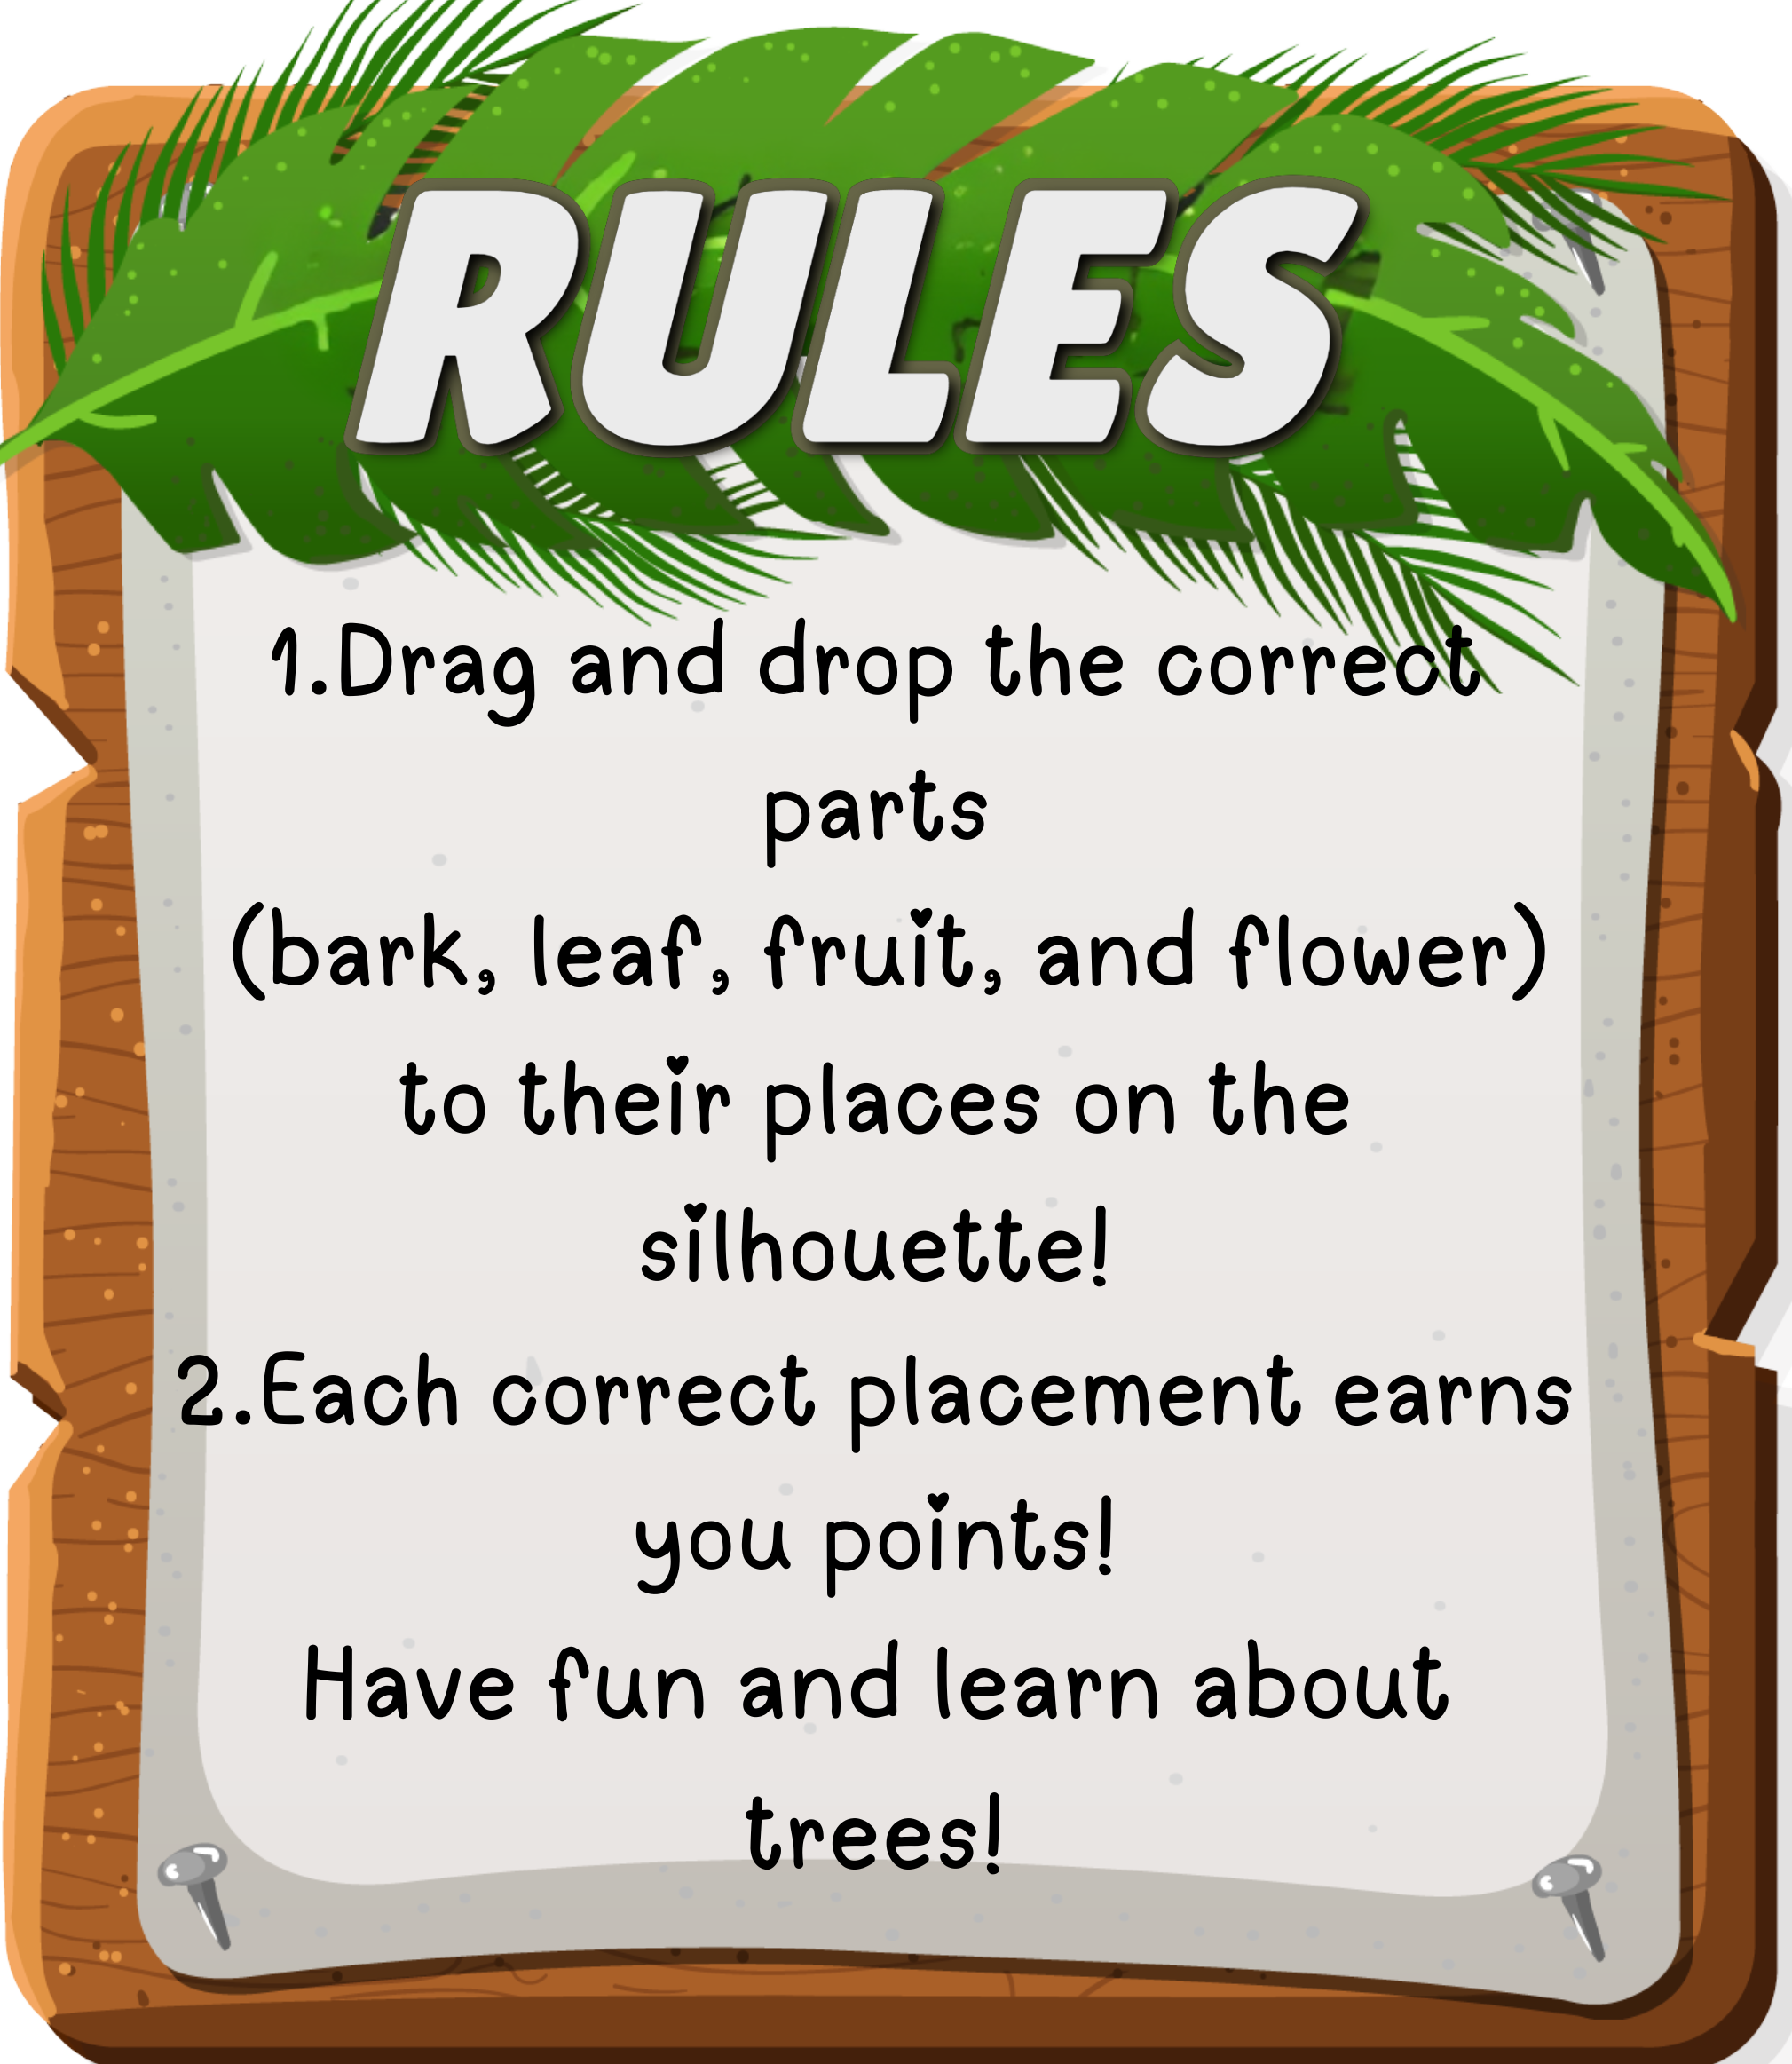 RULES
1.Drag and drop the correct
parts
(bark, leaf, fruit, and flower)
to their places on the
silhouette!
2.Each correct placement earns
you points!
Have fun and learn about
trees!